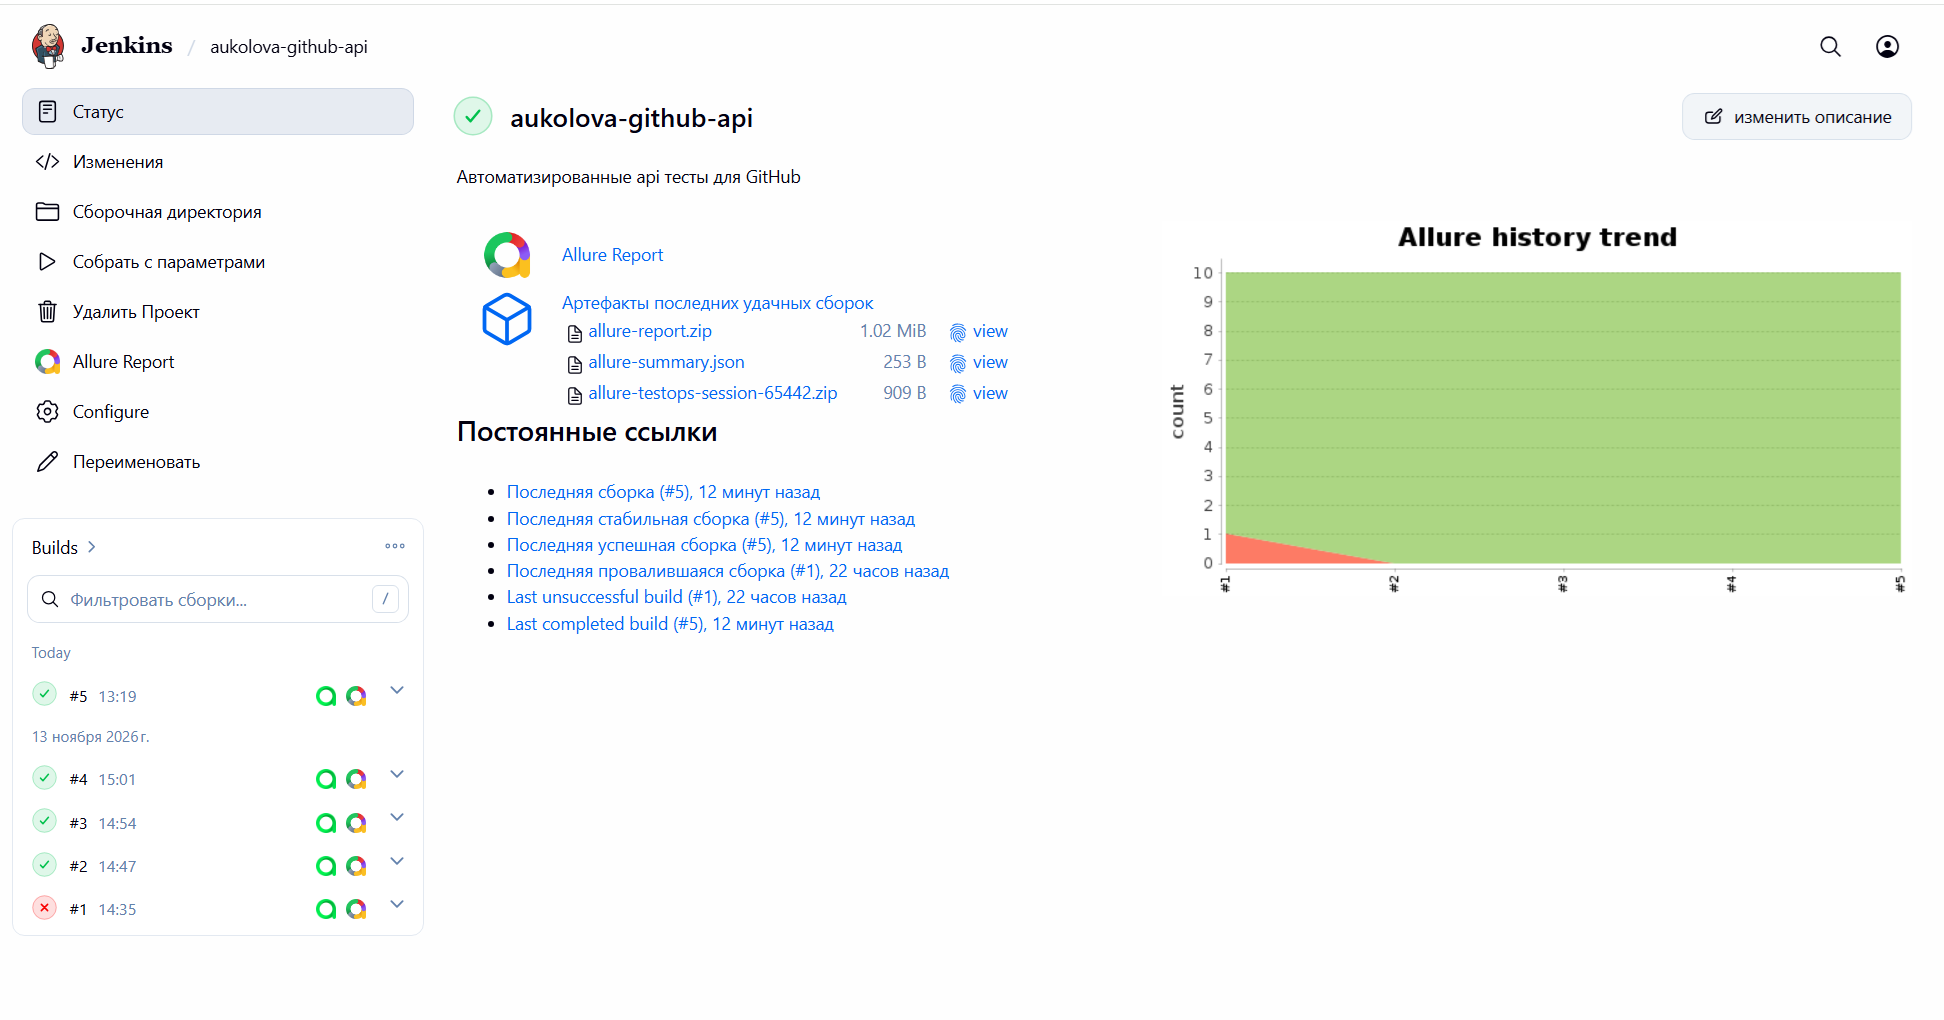 Jenkins / aukolova-github-api
Статус
Изменения
Сборочная директория
Собрать с параметрами
Удалить Проект
Allure Report
Configure
Переименовать
Builds
Фильтровать сборки... /
Today
#5 13:19
13 ноября 2026 г.
#4 15:01
#3 14:54
#2 14:47
#1 14:35
aukolova-github-api
изменить описание
Автоматизированные api тесты для GitHub
Allure Report
Артефакты последних удачных сборок
allure-report.zip 1.02 MiB view
allure-summary.json 253 B view
allure-testops-session-65442.zip 909 B view
Постоянные ссылки
Последняя сборка (#5), 12 минут назад
Последняя стабильная сборка (#5), 12 минут назад
Последняя успешная сборка (#5), 12 минут назад
Последняя провалившаяся сборка (#1), 22 часов назад
Last unsuccessful build (#1), 22 часов назад
Last completed build (#5), 12 минут назад
Allure history trend
count
10
9
8
7
6
5
4
3
2
1
0
#1 #2 #3 #4 #5